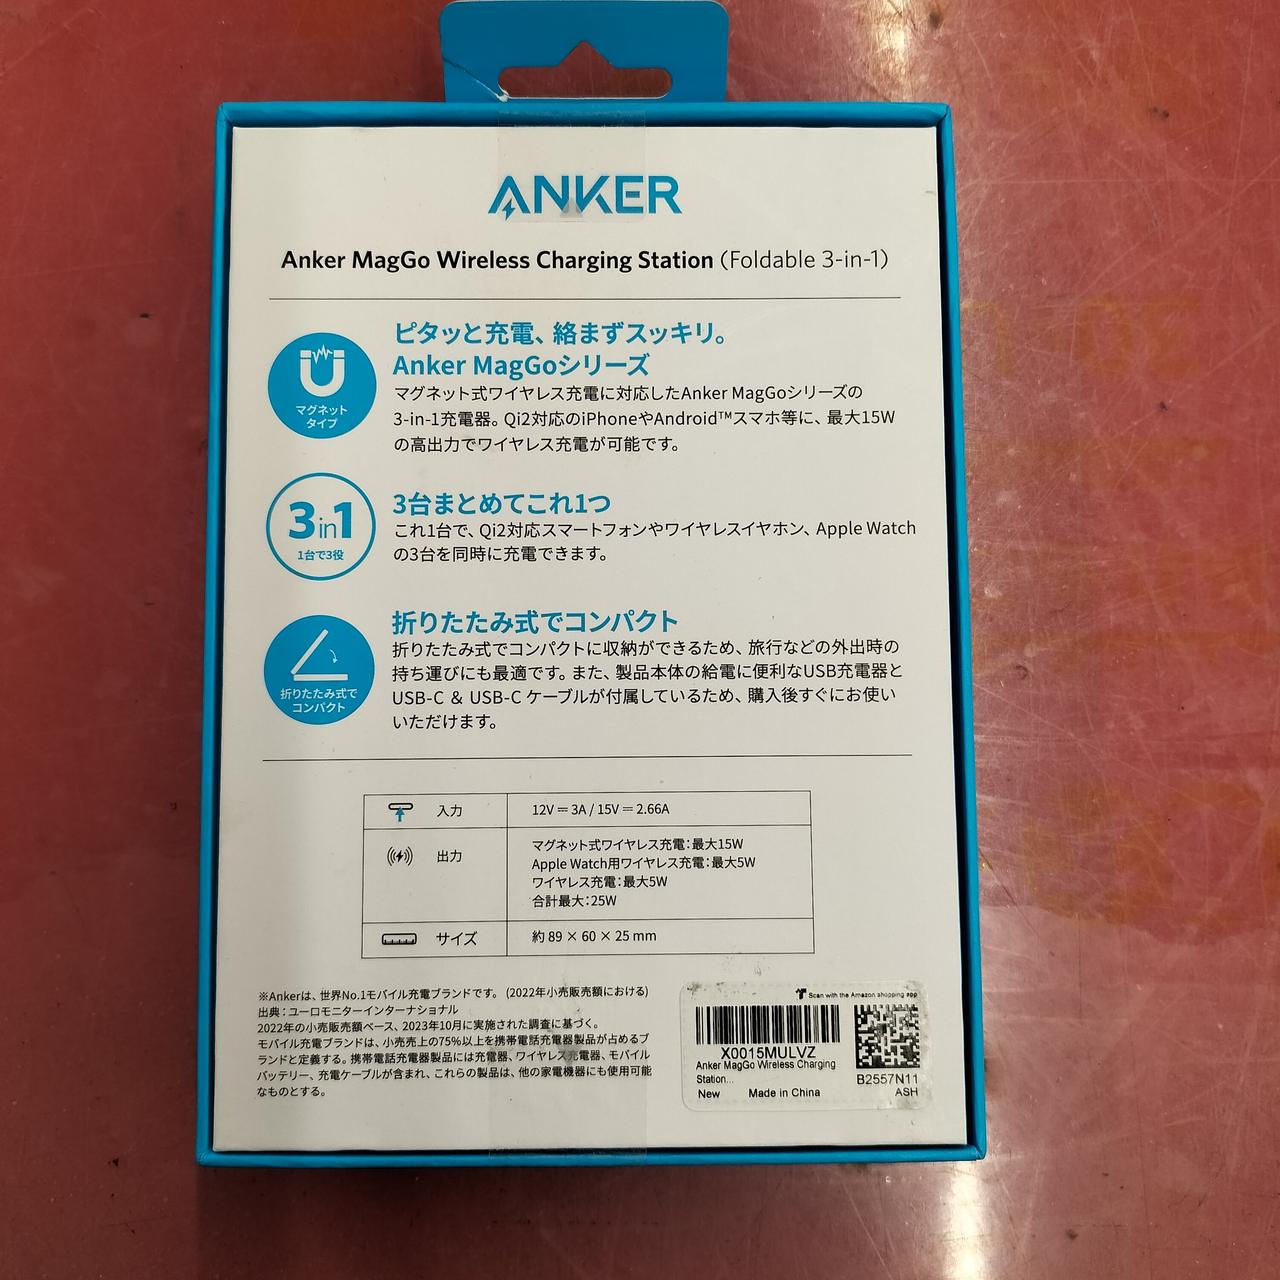 ANKER
Anker MagGo Wireless Charging Station (Foldable 3-in-1)
マグネット
タイプ
ピタッと充電、絡まずスッキリ。
Anker MagGoシリーズ
マグネット式ワイヤレス充電に対応したAnker MagGoシリーズの
3-in-1充電器。Qi2対応のiPhoneやAndroid™スマホ等に、最大15W
の高出力でワイヤレス充電が可能です。
3in1
1台で3役
3台まとめてこれ1つ
これ1台で、Qi2対応スマートフォンやワイヤレスイヤホン、Apple Watch
の3台を同時に充電できます。
折りたたみ式で
コンパクト
折りたたみ式でコンパクト
折りたたみ式でコンパクトに収納ができるため、旅行などの外出時の
持ち運びにも最適です。また、製品本体の給電に便利なUSB充電器と
USB-C & USB-C ケーブルが付属しているため、購入後すぐにお使い
いただけます。
入力 12V ⎓ 3A / 15V ⎓ 2.66A
出力 マグネット式ワイヤレス充電：最大15W
Apple Watch用ワイヤレス充電：最大5W
ワイヤレス充電：最大5W
合計最大：25W
サイズ 約 89 × 60 × 25 mm
※Ankerは、世界No.1モバイル充電ブランドです。(2022年小売販売額における)
出典：ユーロモニターインターナショナル
2022年の小売販売額ベース、2023年10月に実施された調査に基づく。
モバイル充電ブランドは、小売売上の75%以上を携帯電話充電器製品が占めるブ
ランドと定義する。携帯電話充電器製品には充電器、ワイヤレス充電器、モバイル
バッテリー、充電ケーブルが含まれ、これらの製品は、他の家電機器にも使用可能
なものとする。
Scan with the Amazon shopping app
X0015MULVZ
Anker MagGo Wireless Charging
Station...
New Made in China
B2557N11
ASH